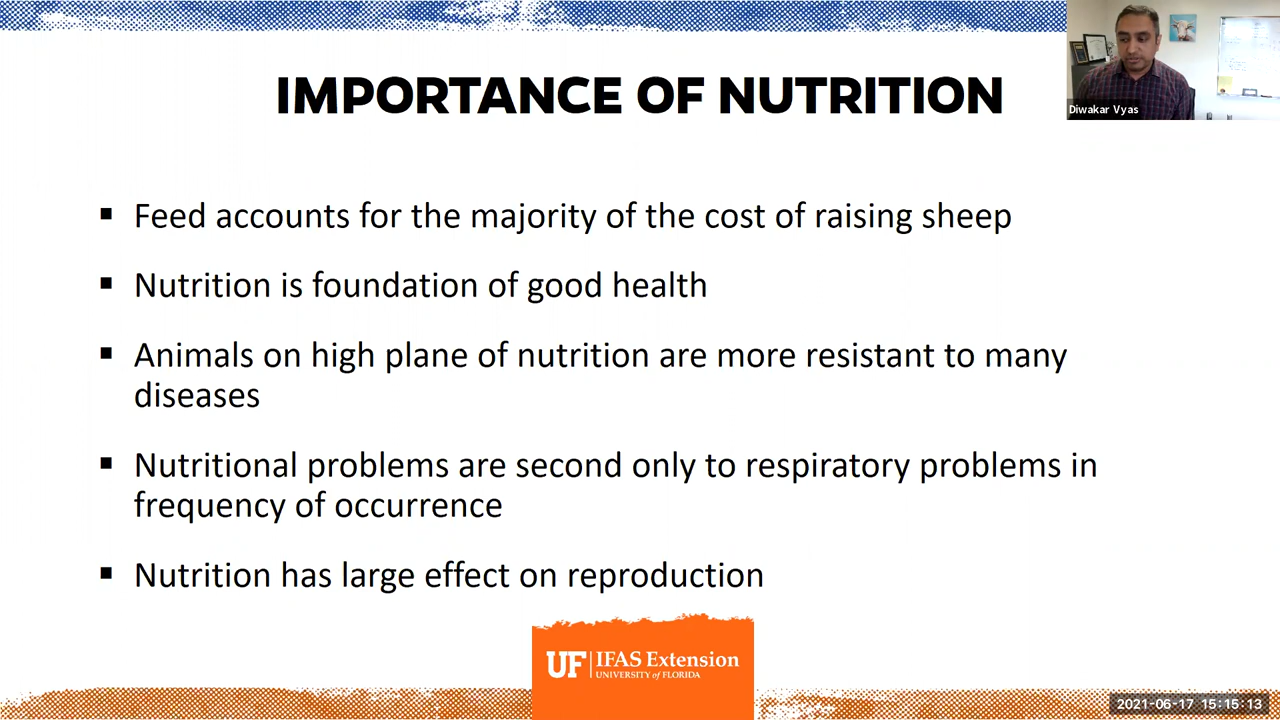 IMPORTANCE OF NUTRITION
Diwakar Vyas
▪ Feed accounts for the majority of the cost of raising sheep
▪ Nutrition is foundation of good health
▪ Animals on high plane of nutrition are more resistant to many
diseases
▪ Nutritional problems are second only to respiratory problems in
frequency of occurrence
▪ Nutrition has large effect on reproduction
UF IFAS Extension
UNIVERSITY of FLORIDA
2021-06-17 15:15:13